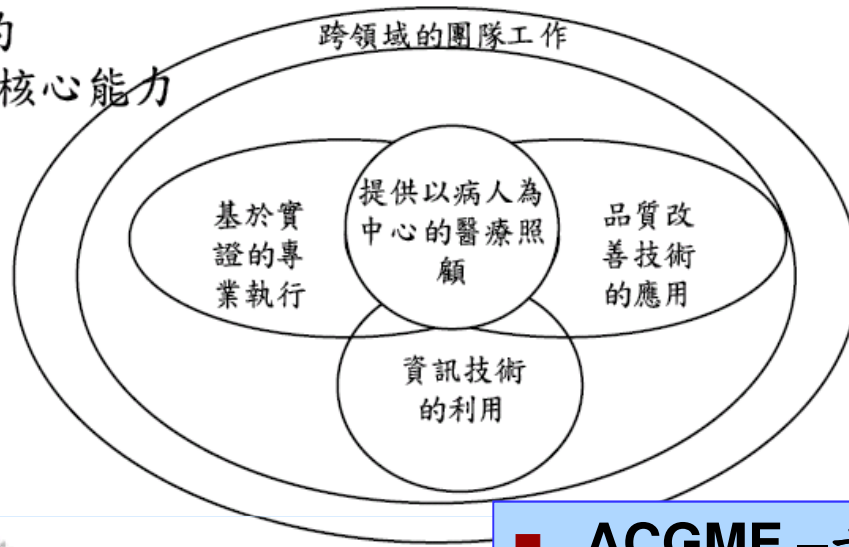 的
核心能力
跨領域的團隊工作
基於實
證的專
業執行
提供以病人為
中心的醫療照
顧
品質改
善技術
的應用
資訊技術
的利用
ACGME –